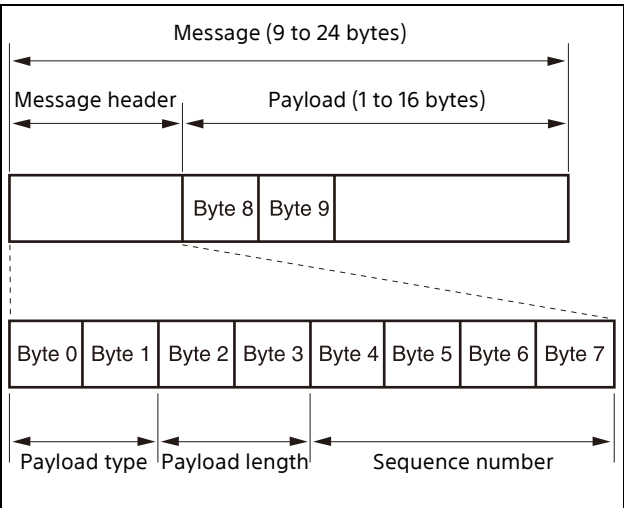 Message (9 to 24 bytes)
Message header Payload (1 to 16 bytes)
Byte 8 Byte 9
Byte 0 Byte 1 Byte 2 Byte 3 Byte 4 Byte 5 Byte 6 Byte 7
Payload type Payload length Sequence number